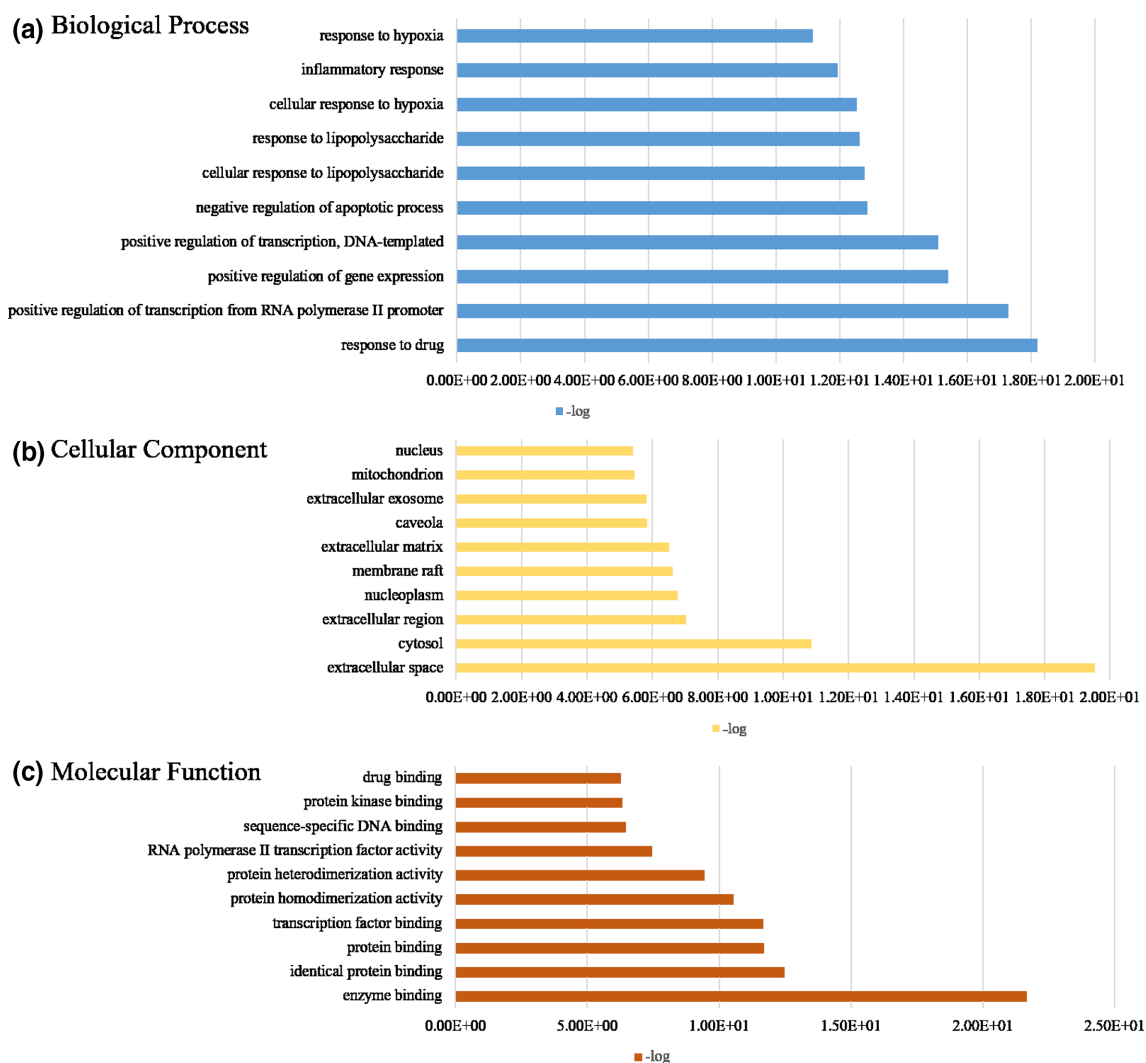 (a) Biological Process
response to hypoxia
inflammatory response
cellular response to hypoxia
response to lipopolysaccharide
cellular response to lipopolysaccharide
negative regulation of apoptotic process
positive regulation of transcription, DNA-templated
positive regulation of gene expression
positive regulation of transcription from RNA polymerase II promoter
response to drug
0.00E+00 2.00E+00 4.00E+00 6.00E+00 8.00E+00 1.00E+01 1.20E+01 1.40E+01 1.60E+01 1.80E+01 2.00E+01
-log
(b) Cellular Component
nucleus
mitochondrion
extracellular exosome
caveola
extracellular matrix
membrane raft
nucleoplasm
extracellular region
cytosol
extracellular space
0.00E+00 2.00E+00 4.00E+00 6.00E+00 8.00E+00 1.00E+01 1.20E+01 1.40E+01 1.60E+01 1.80E+01 2.00E+01
-log
(c) Molecular Function
drug binding
protein kinase binding
sequence-specific DNA binding
RNA polymerase II transcription factor activity
protein heterodimerization activity
protein homodimerization activity
transcription factor binding
protein binding
identical protein binding
enzyme binding
0.00E+00 5.00E+00 1.00E+01 1.50E+01 2.00E+01 2.50E+01
-log